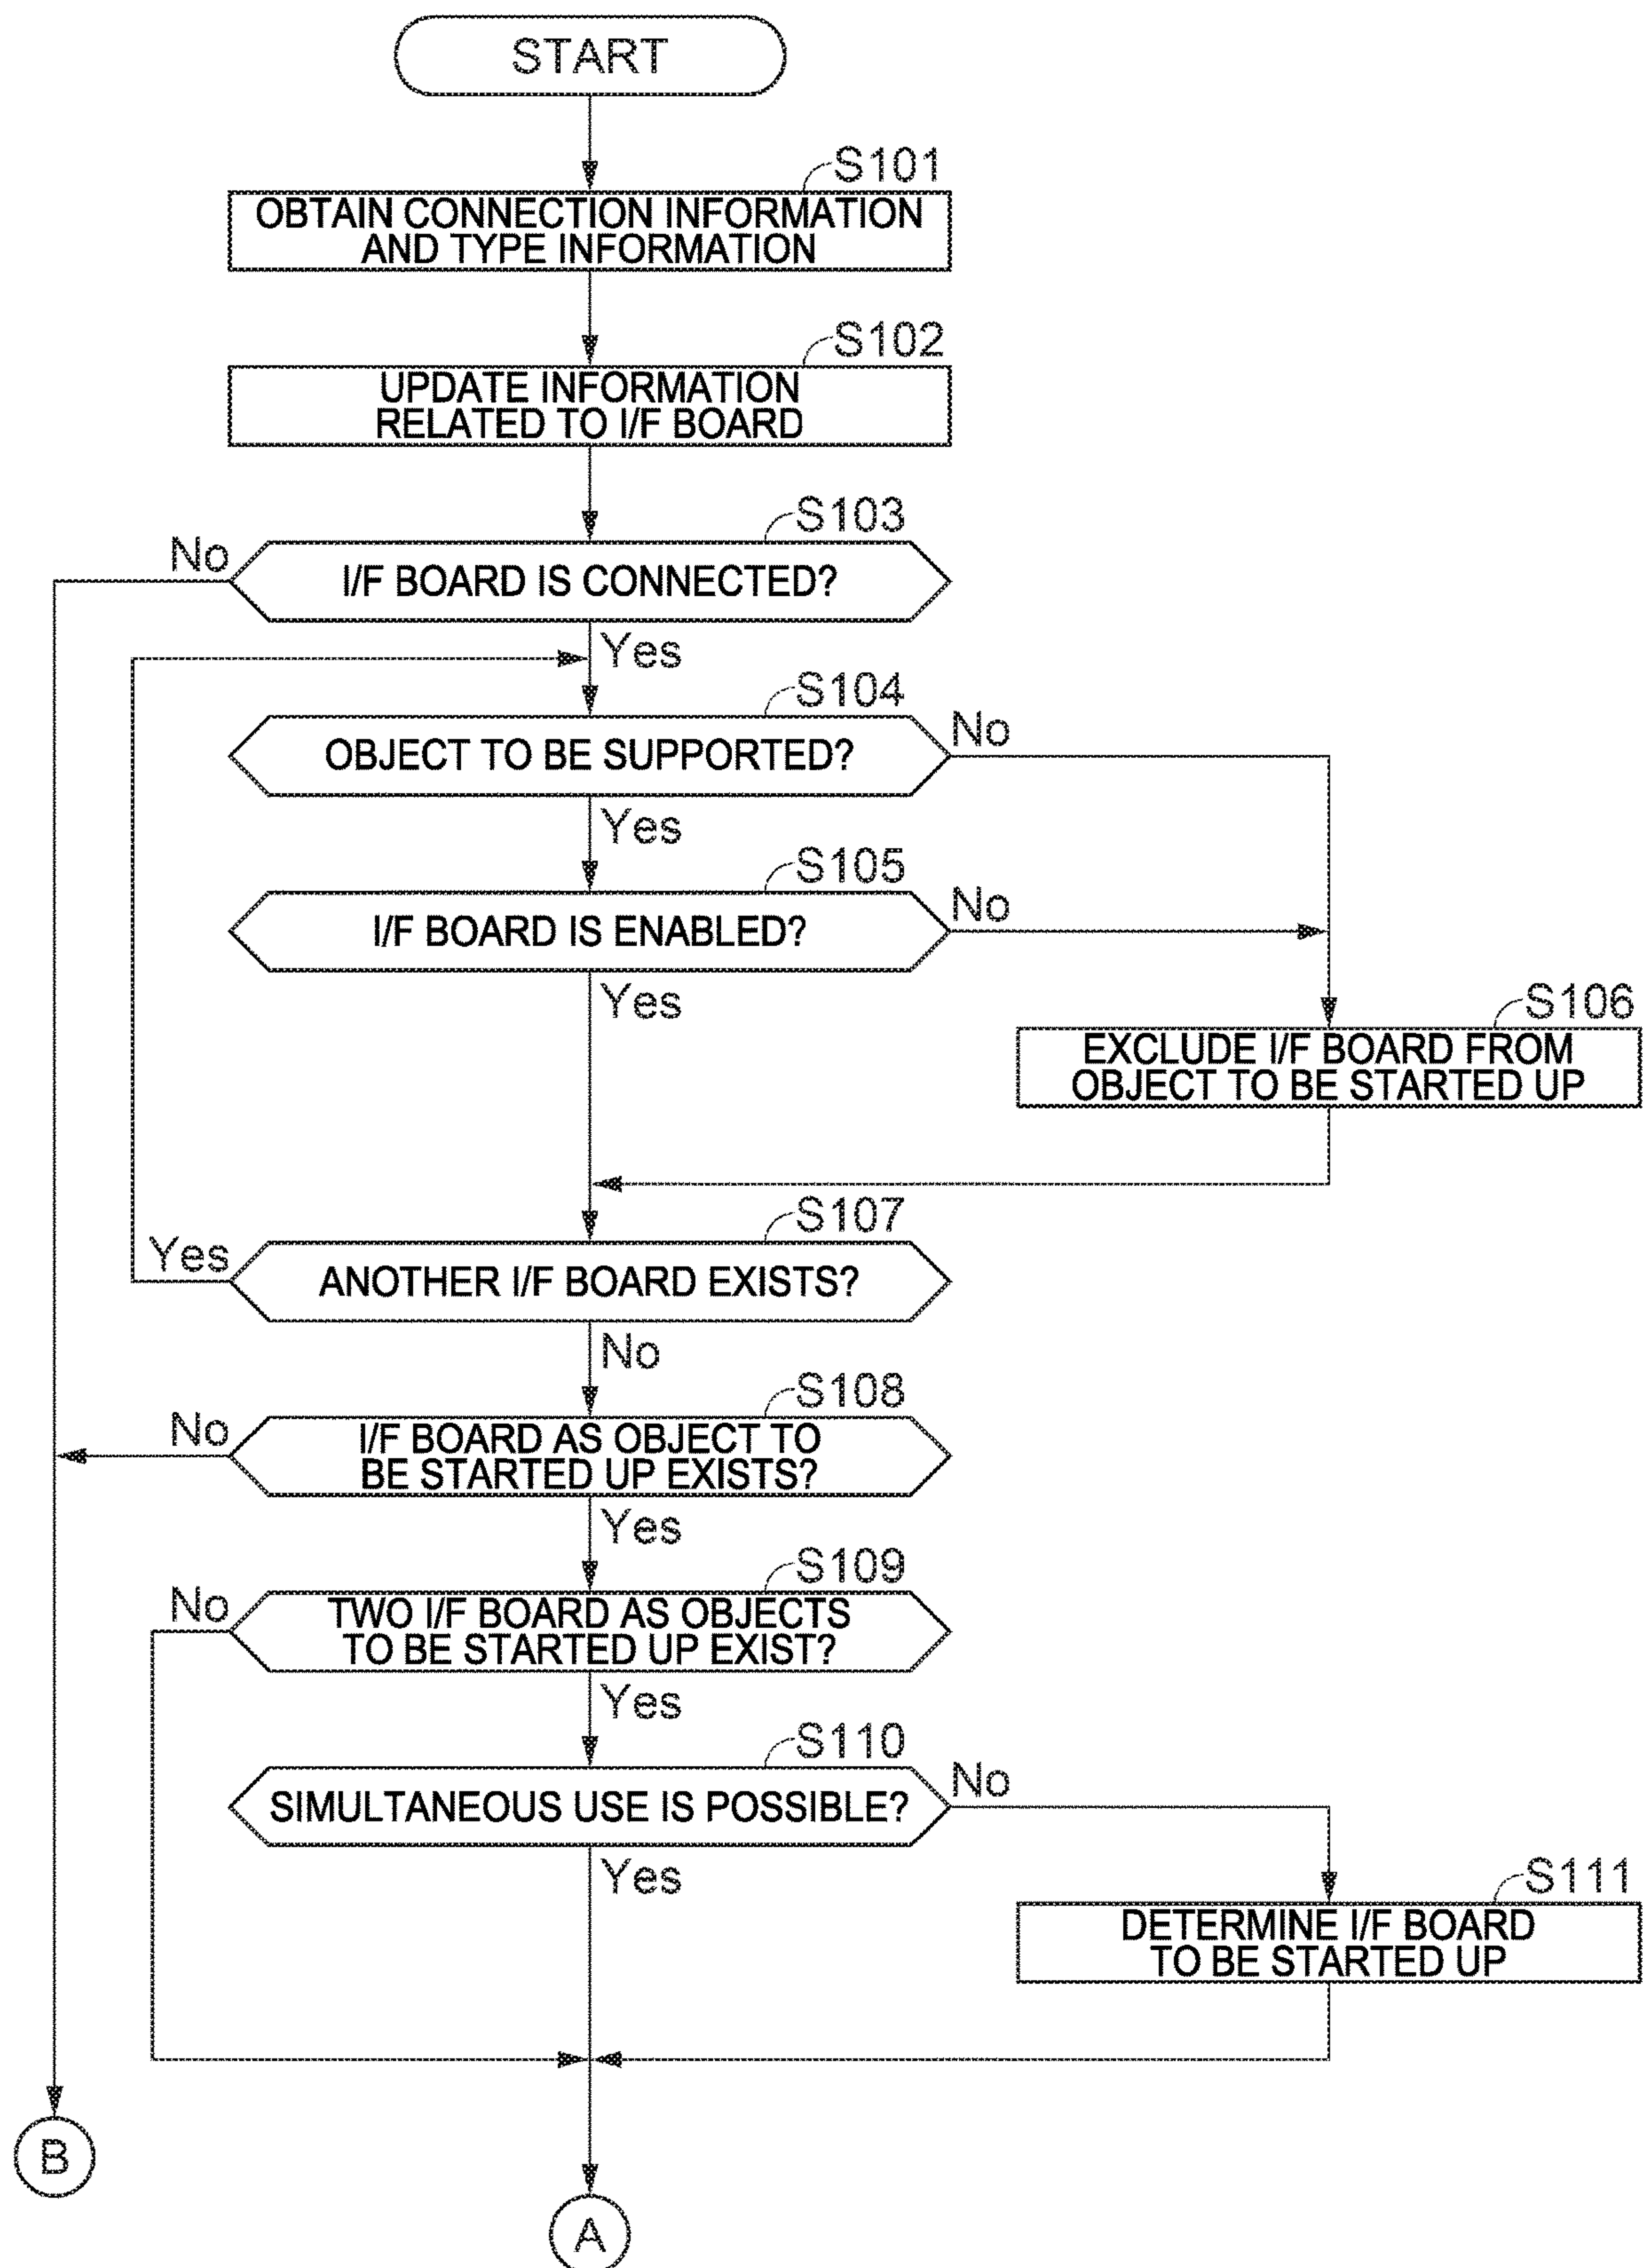 START
S101
OBTAIN CONNECTION INFORMATION
AND TYPE INFORMATION
S102
UPDATE INFORMATION
RELATED TO I/F BOARD
S103
No
I/F BOARD IS CONNECTED?
Yes
S104
No
OBJECT TO BE SUPPORTED?
Yes
S105
No
I/F BOARD IS ENABLED?
Yes
S106
EXCLUDE I/F BOARD FROM
OBJECT TO BE STARTED UP
S107
Yes
ANOTHER I/F BOARD EXISTS?
No
S108
No
I/F BOARD AS OBJECT TO
BE STARTED UP EXISTS?
Yes
S109
No
TWO I/F BOARD AS OBJECTS
TO BE STARTED UP EXIST?
Yes
S110
No
SIMULTANEOUS USE IS POSSIBLE?
Yes
S111
DETERMINE I/F BOARD
TO BE STARTED UP
B
A